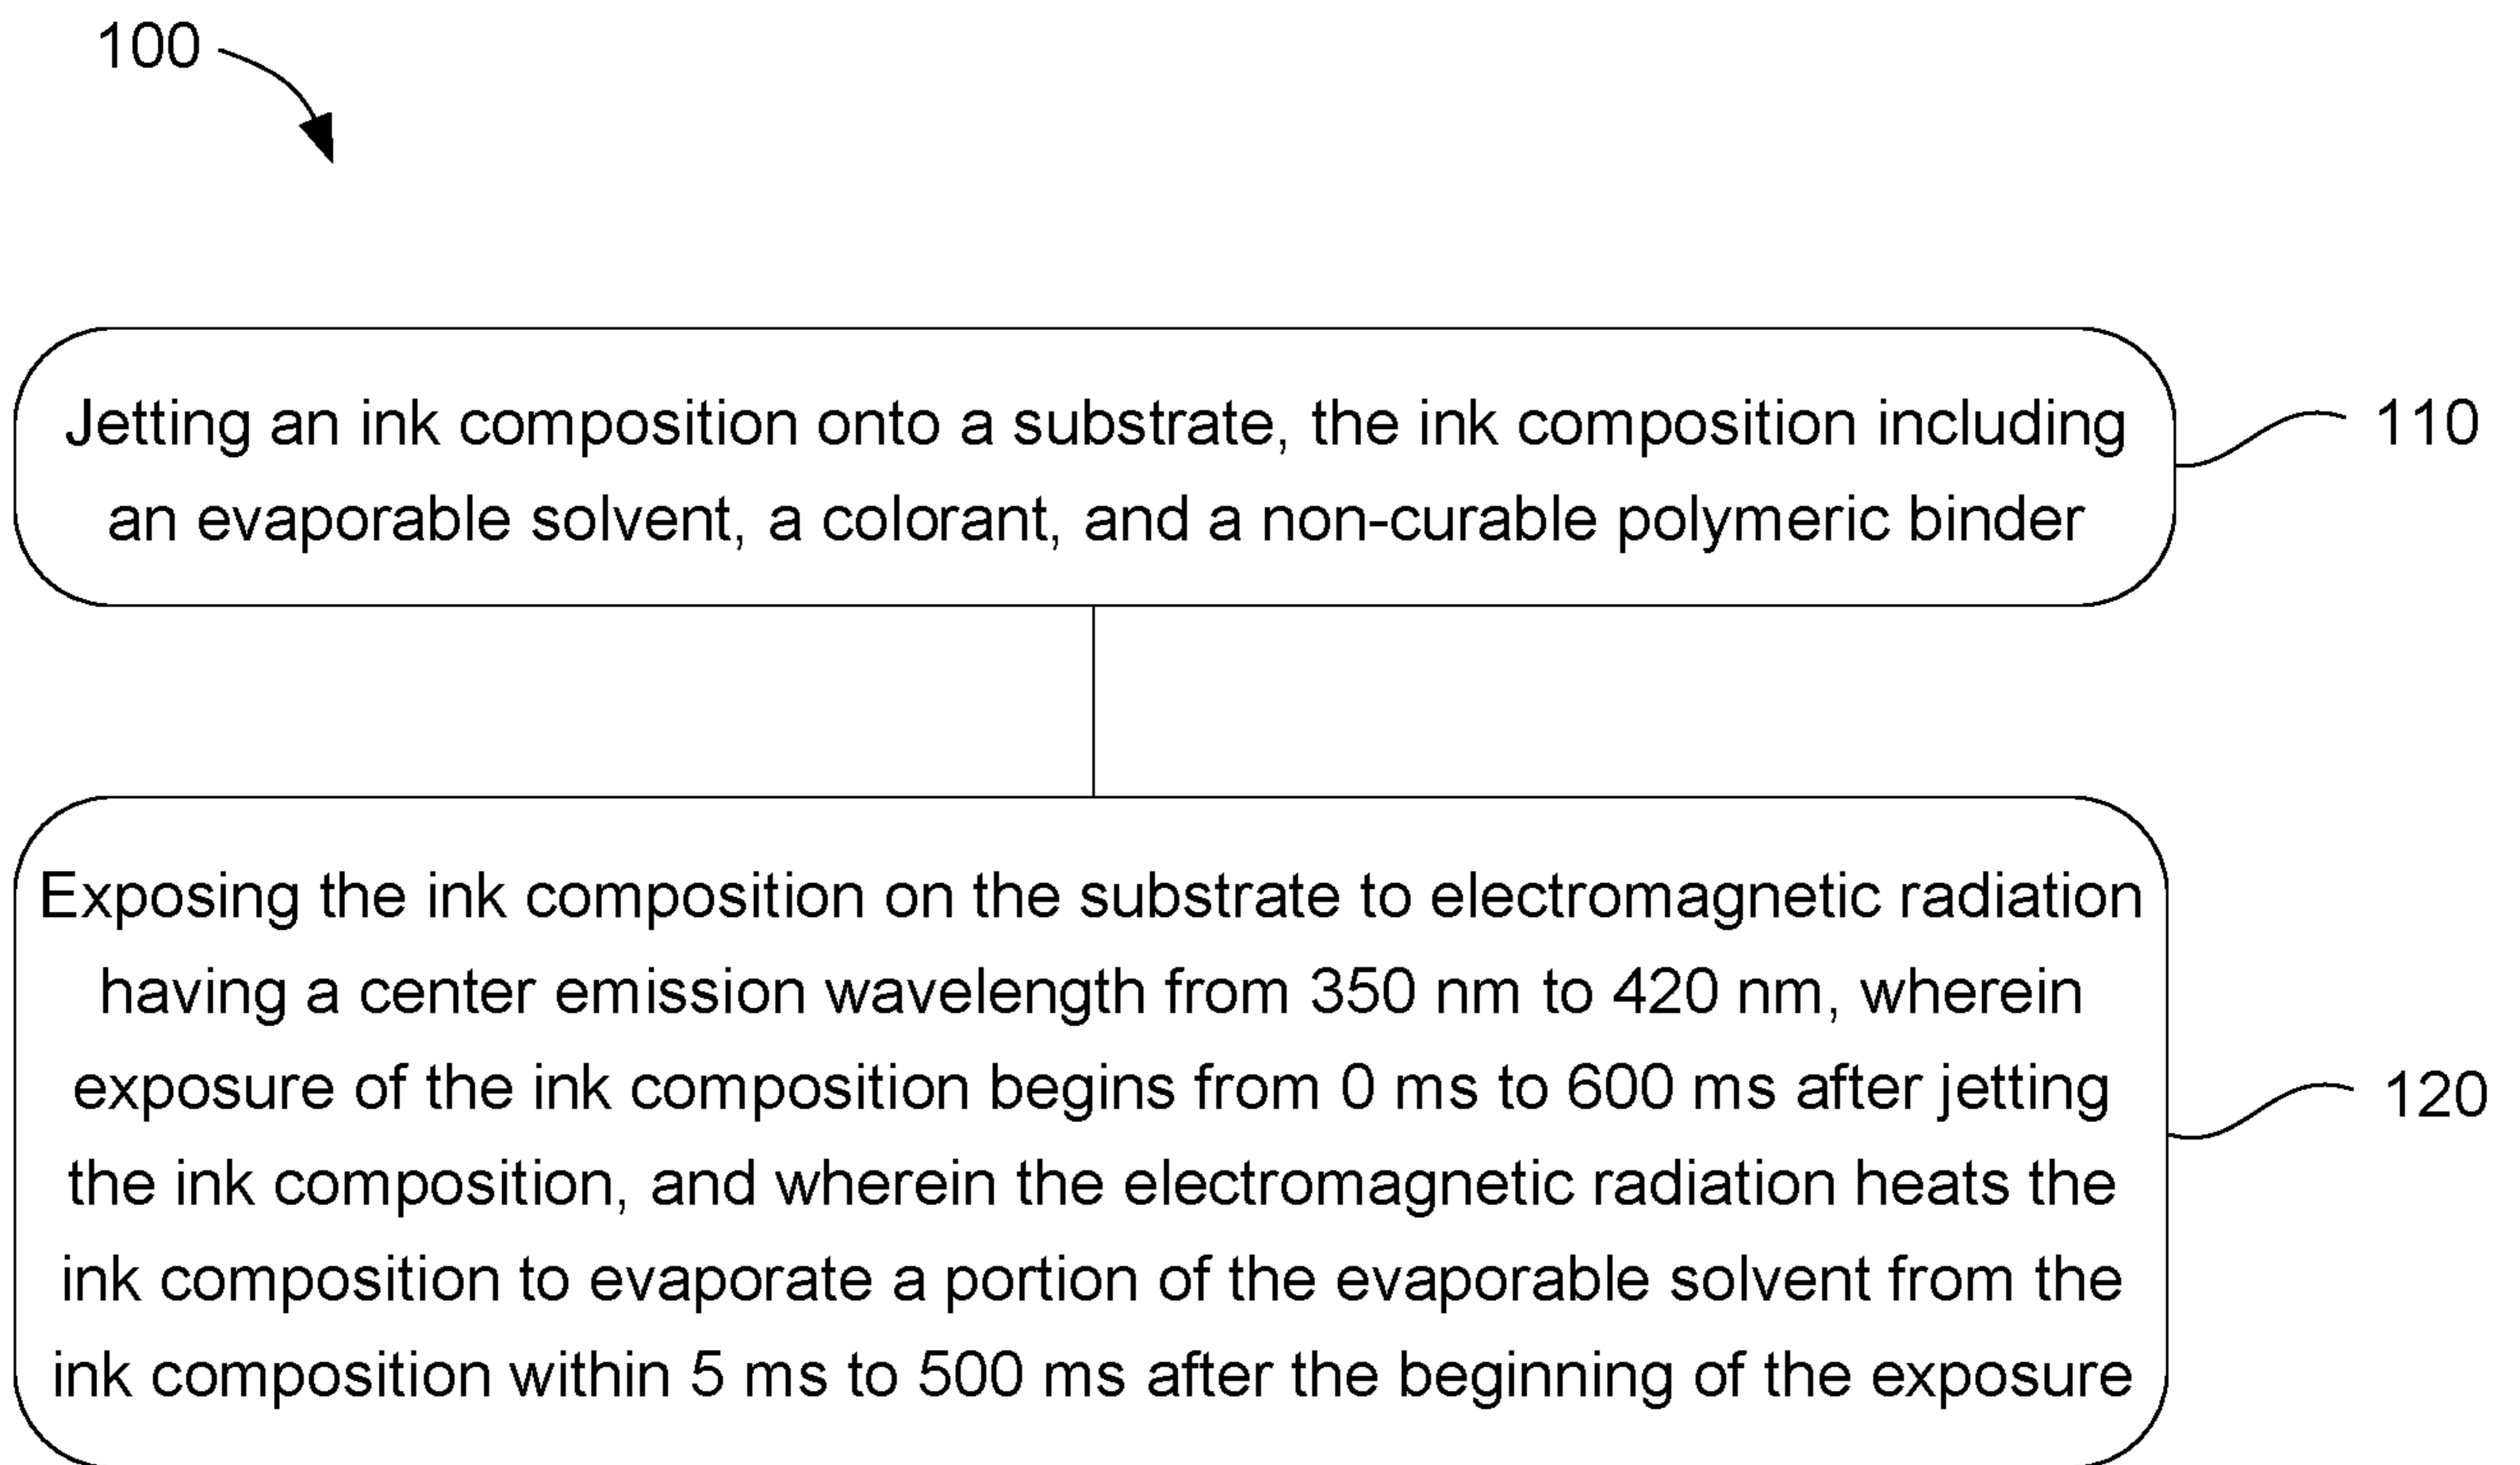 100
Jetting an ink composition onto a substrate, the ink composition including
an evaporable solvent, a colorant, and a non-curable polymeric binder
110
Exposing the ink composition on the substrate to electromagnetic radiation
having a center emission wavelength from 350 nm to 420 nm, wherein
exposure of the ink composition begins from 0 ms to 600 ms after jetting
the ink composition, and wherein the electromagnetic radiation heats the
ink composition to evaporate a portion of the evaporable solvent from the
ink composition within 5 ms to 500 ms after the beginning of the exposure
120